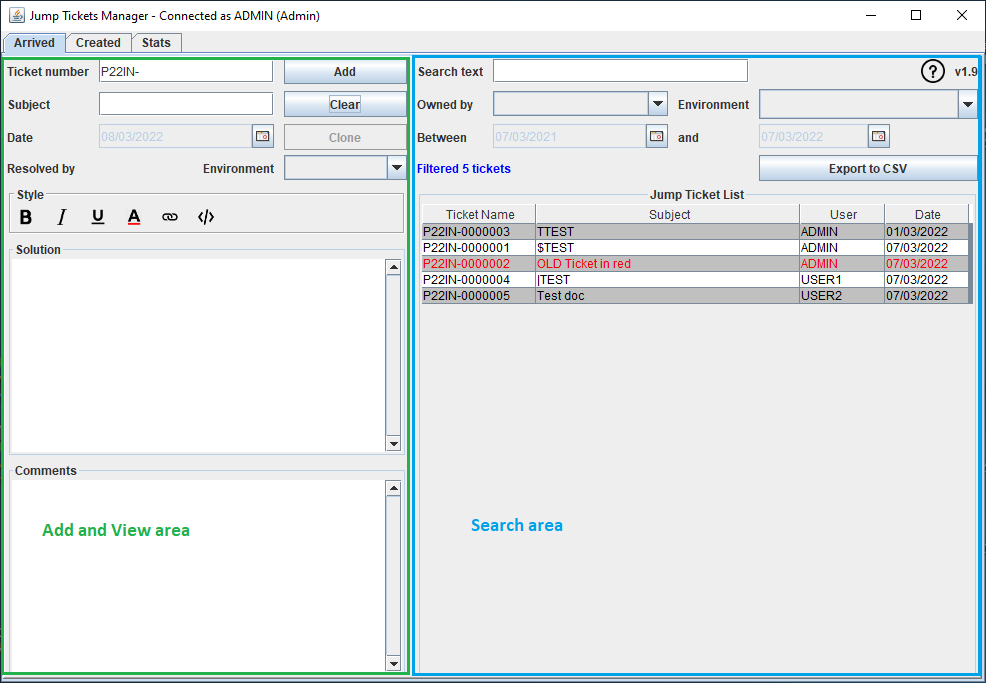 Jump Tickets Manager - Connected as ADMIN (Admin)
Arrived Created Stats
Ticket number P22IN- Add
Subject Clear
Date 08/03/2022 Clone
Resolved by Environment
Style
B I U A </>
Solution
Comments
Add and View area
Search text ? v1.9
Owned by Environment
Between 07/03/2021 and 07/03/2022
Filtered 5 tickets Export to CSV
Jump Ticket List
Ticket Name Subject User Date
P22IN-0000003 TTEST ADMIN 01/03/2022
P22IN-0000001 $TEST ADMIN 07/03/2022
P22IN-0000002 OLD Ticket in red ADMIN 07/03/2022
P22IN-0000004 |TEST USER1 07/03/2022
P22IN-0000005 Test doc USER2 07/03/2022
Search area